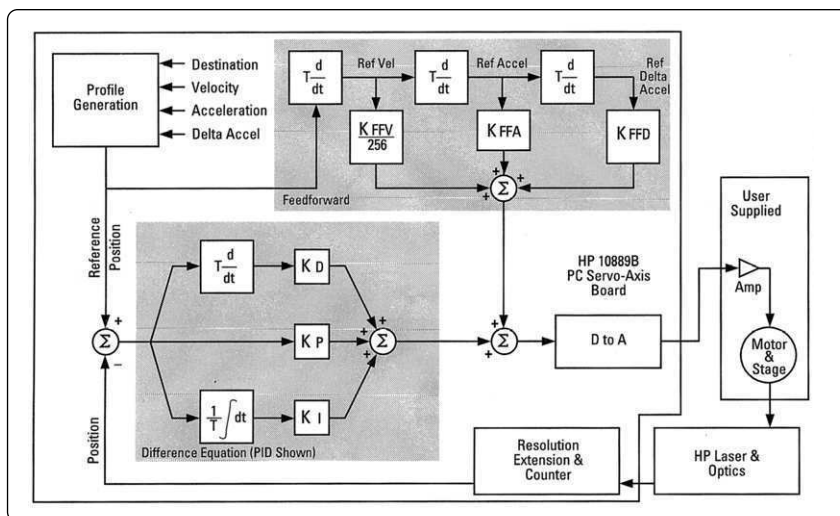 Profile
Generation
Destination
Velocity
Acceleration
Delta Accel
T d/dt
Ref Vel
T d/dt
Ref Accel
T d/dt
Ref
Delta
Accel
K FFV
256
K FFA
K FFD
+
+
+
Σ
Feedforward
Reference
Position
T d/dt
K D
K P
1/T ∫ dt
K I
+
+
+
Σ
Difference Equation (PID Shown)
+
Σ
−
Position
+
+
Σ
HP 10889B
PC Servo-Axis
Board
D to A
User
Supplied
Amp
Motor
&
Stage
HP Laser &
Optics
Resolution
Extension &
Counter